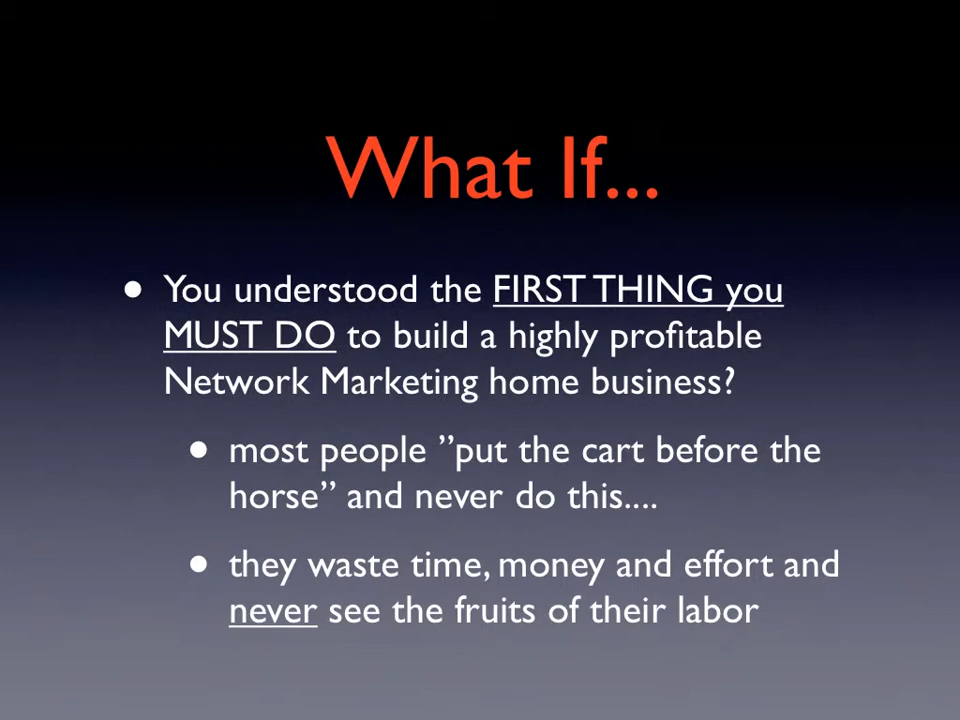 What If...
• You understood the FIRST THING you
MUST DO to build a highly profitable
Network Marketing home business?
• most people ”put the cart before the
horse” and never do this....
• they waste time, money and effort and
never see the fruits of their labor